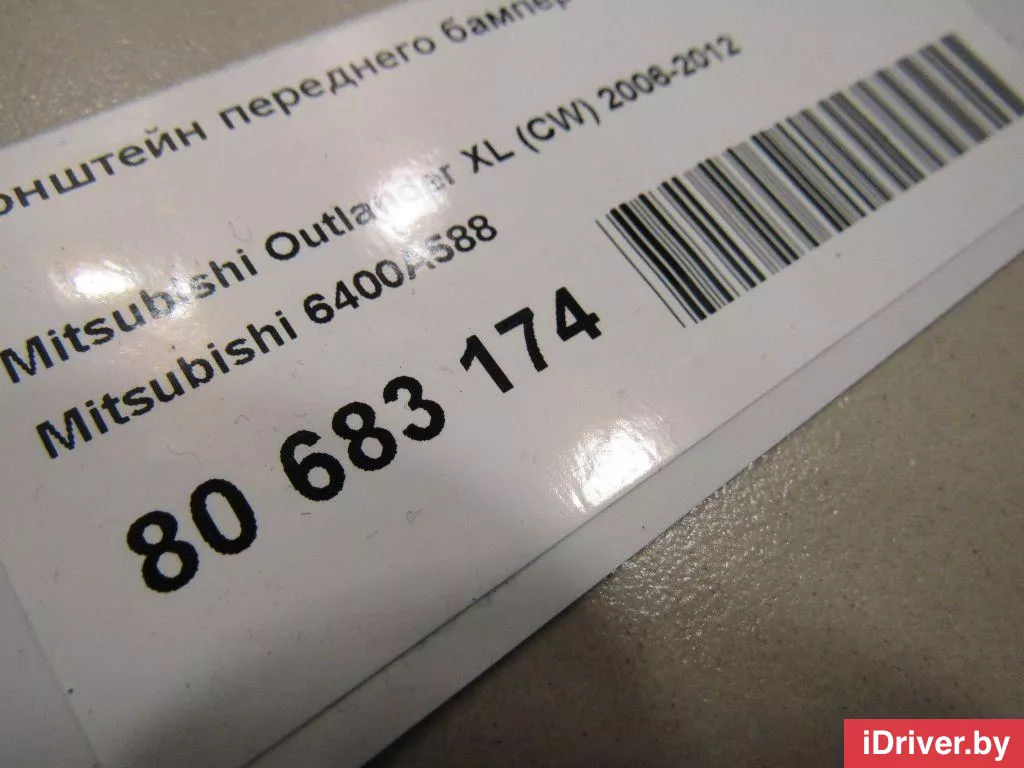 онштейн переднего бампер
Mitsubishi Outlander XL (CW) 2006-2012
Mitsubishi 6400A588
80 683 174
iDriver.by